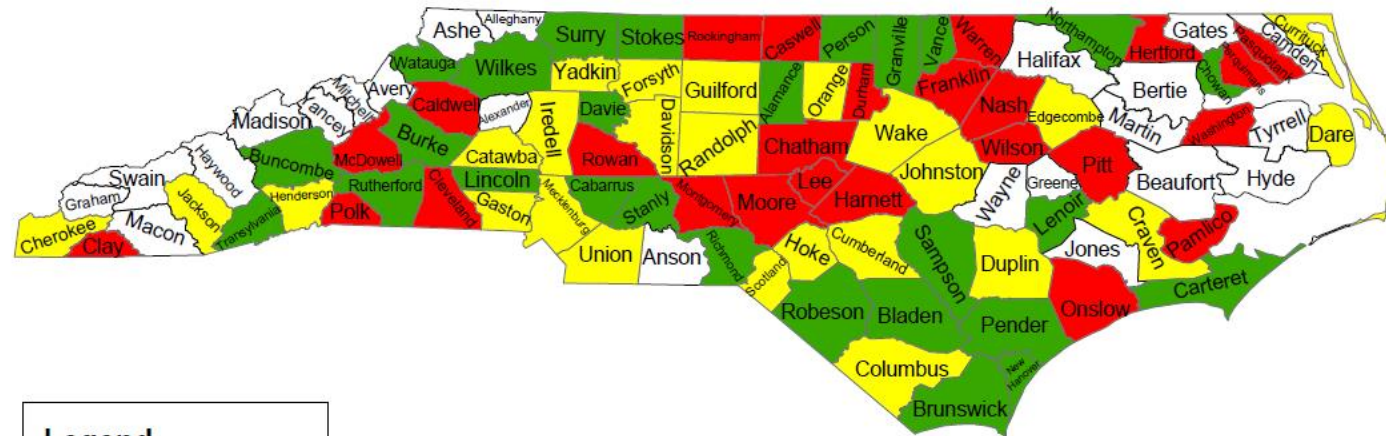 Ashe
Alleghany
Surry
Stokes
Rockingham
Caswell
Person
Granville
Vance
Warren
Northampton
Hertford
Gates
Currituck
Camden
Pasquotank
Perquimans
Chowan
Watauga
Wilkes
Yadkin
Forsyth
Guilford
Alamance
Orange
Durham
Franklin
Halifax
Bertie
Mitchell
Avery
Caldwell
Alexander
Iredell
Davie
Davidson
Randolph
Chatham
Wake
Nash
Edgecombe
Martin
Washington
Tyrrell
Dare
Madison
Yancey
McDowell
Burke
Catawba
Rowan
Wilson
Pitt
Beaufort
Hyde
Haywood
Buncombe
Rutherford
Cleveland
Lincoln
Cabarrus
Stanly
Montgomery
Moore
Lee
Harnett
Johnston
Wayne
Greene
Lenoir
Craven
Pamlico
Swain
Graham
Jackson
Transylvania
Henderson
Polk
Gaston
Mecklenburg
Cherokee
Clay
Macon
Union
Anson
Richmond
Scotland
Hoke
Cumberland
Sampson
Duplin
Jones
Onslow
Carteret
Robeson
Bladen
Pender
New
Hanover
Columbus
Brunswick
Legend